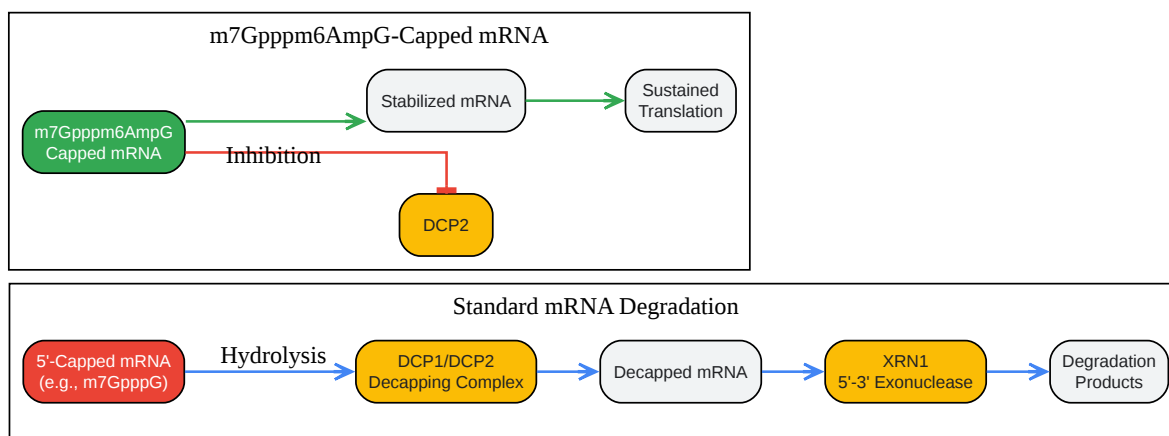 m7Gpppm6AmpG-Capped mRNA
m7Gpppm6AmpG
Capped mRNA
Stabilized mRNA
Sustained
Translation
Inhibition
DCP2
Standard mRNA Degradation
5'-Capped mRNA
(e.g., m7GpppG)
Hydrolysis
DCP1/DCP2
Decapping Complex
Decapped mRNA
XRN1
5'-3' Exonuclease
Degradation
Products